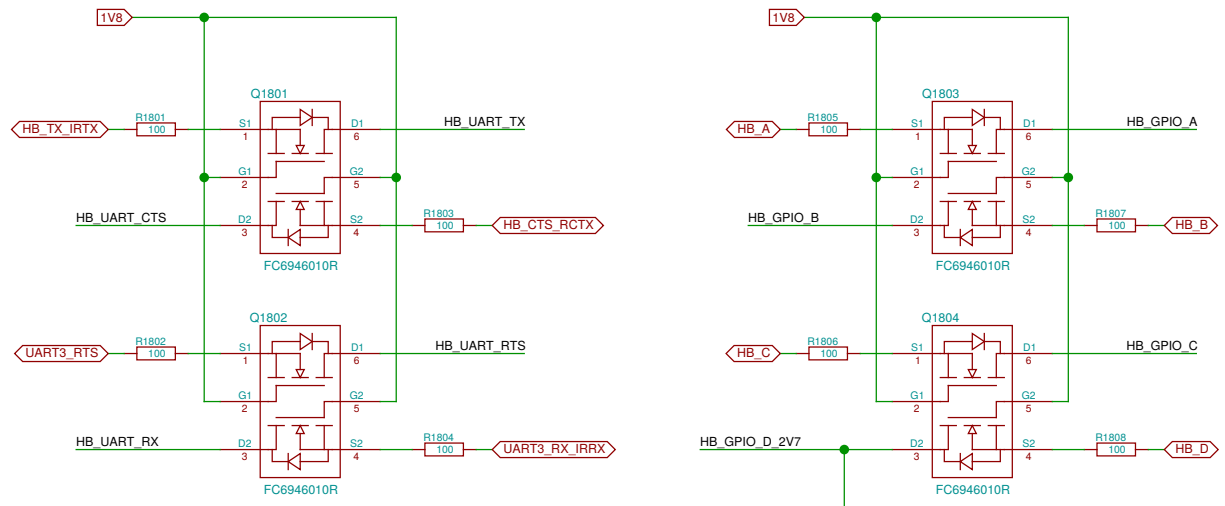 1V8
Q1801
HB_TX_IRTX
R1801
100
S1
1
D1
6
HB_UART_TX
G1
2
G2
5
HB_UART_CTS
D2
3
S2
4
R1803
100
HB_CTS_RCTX
FC6946010R
Q1802
UART3_RTS
R1802
100
S1
1
D1
6
HB_UART_RTS
G1
2
G2
5
HB_UART_RX
D2
3
S2
4
R1804
100
UART3_RX_IRRX
FC6946010R
1V8
Q1803
HB_A
R1805
100
S1
1
D1
6
HB_GPIO_A
G1
2
G2
5
HB_GPIO_B
D2
3
S2
4
R1807
100
HB_B
FC6946010R
Q1804
HB_C
R1806
100
S1
1
D1
6
HB_GPIO_C
G1
2
G2
5
HB_GPIO_D_2V7
D2
3
S2
4
R1808
100
HB_D
FC6946010R